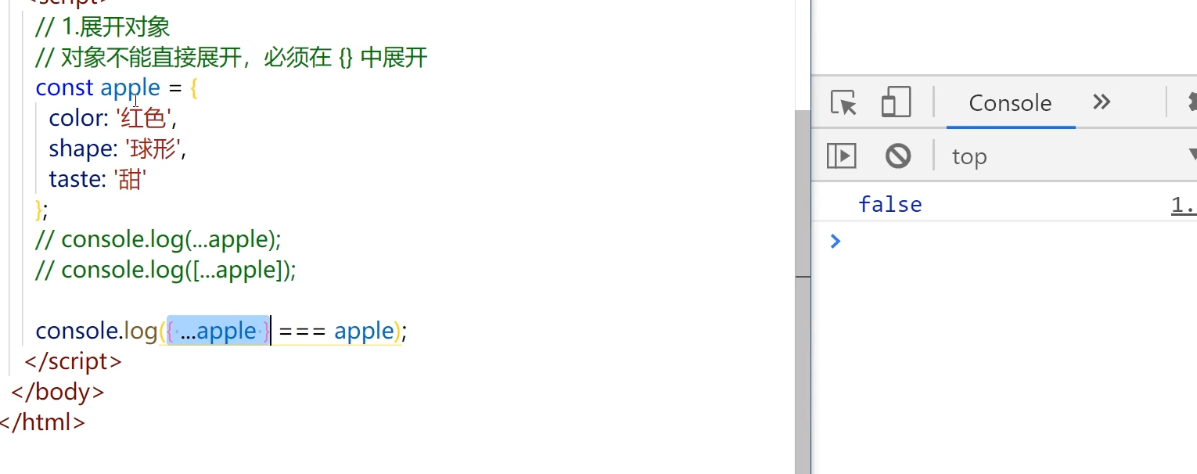 <script>
// 1.展开对象
// 对象不能直接展开，必须在 {} 中展开
const apple = {
color: '红色',
shape: '球形',
taste: '甜'
};
// console.log(...apple);
// console.log([...apple]);
console.log({ ...apple } === apple);
</script>
</body>
</html>
Console
top
false 1.